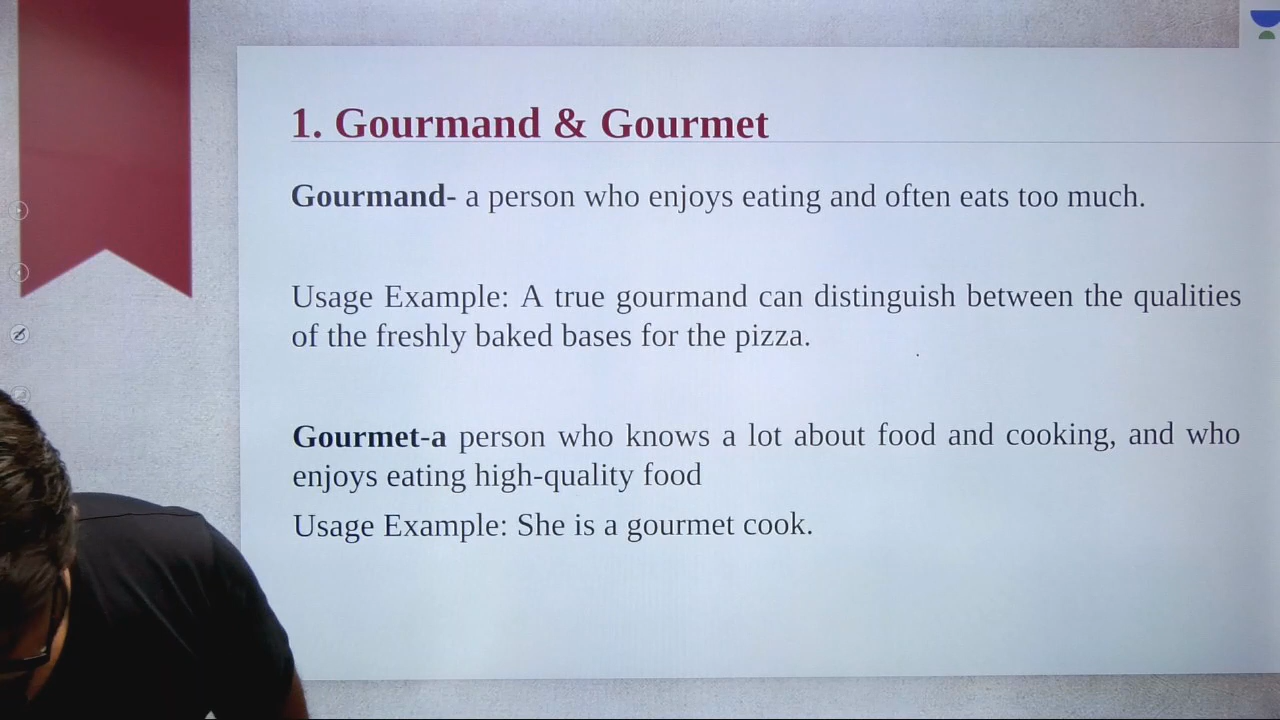 1. Gourmand & Gourmet
Gourmand- a person who enjoys eating and often eats too much.
Usage Example: A true gourmand can distinguish between the qualities
of the freshly baked bases for the pizza.
Gourmet-a person who knows a lot about food and cooking, and who
enjoys eating high-quality food
Usage Example: She is a gourmet cook.